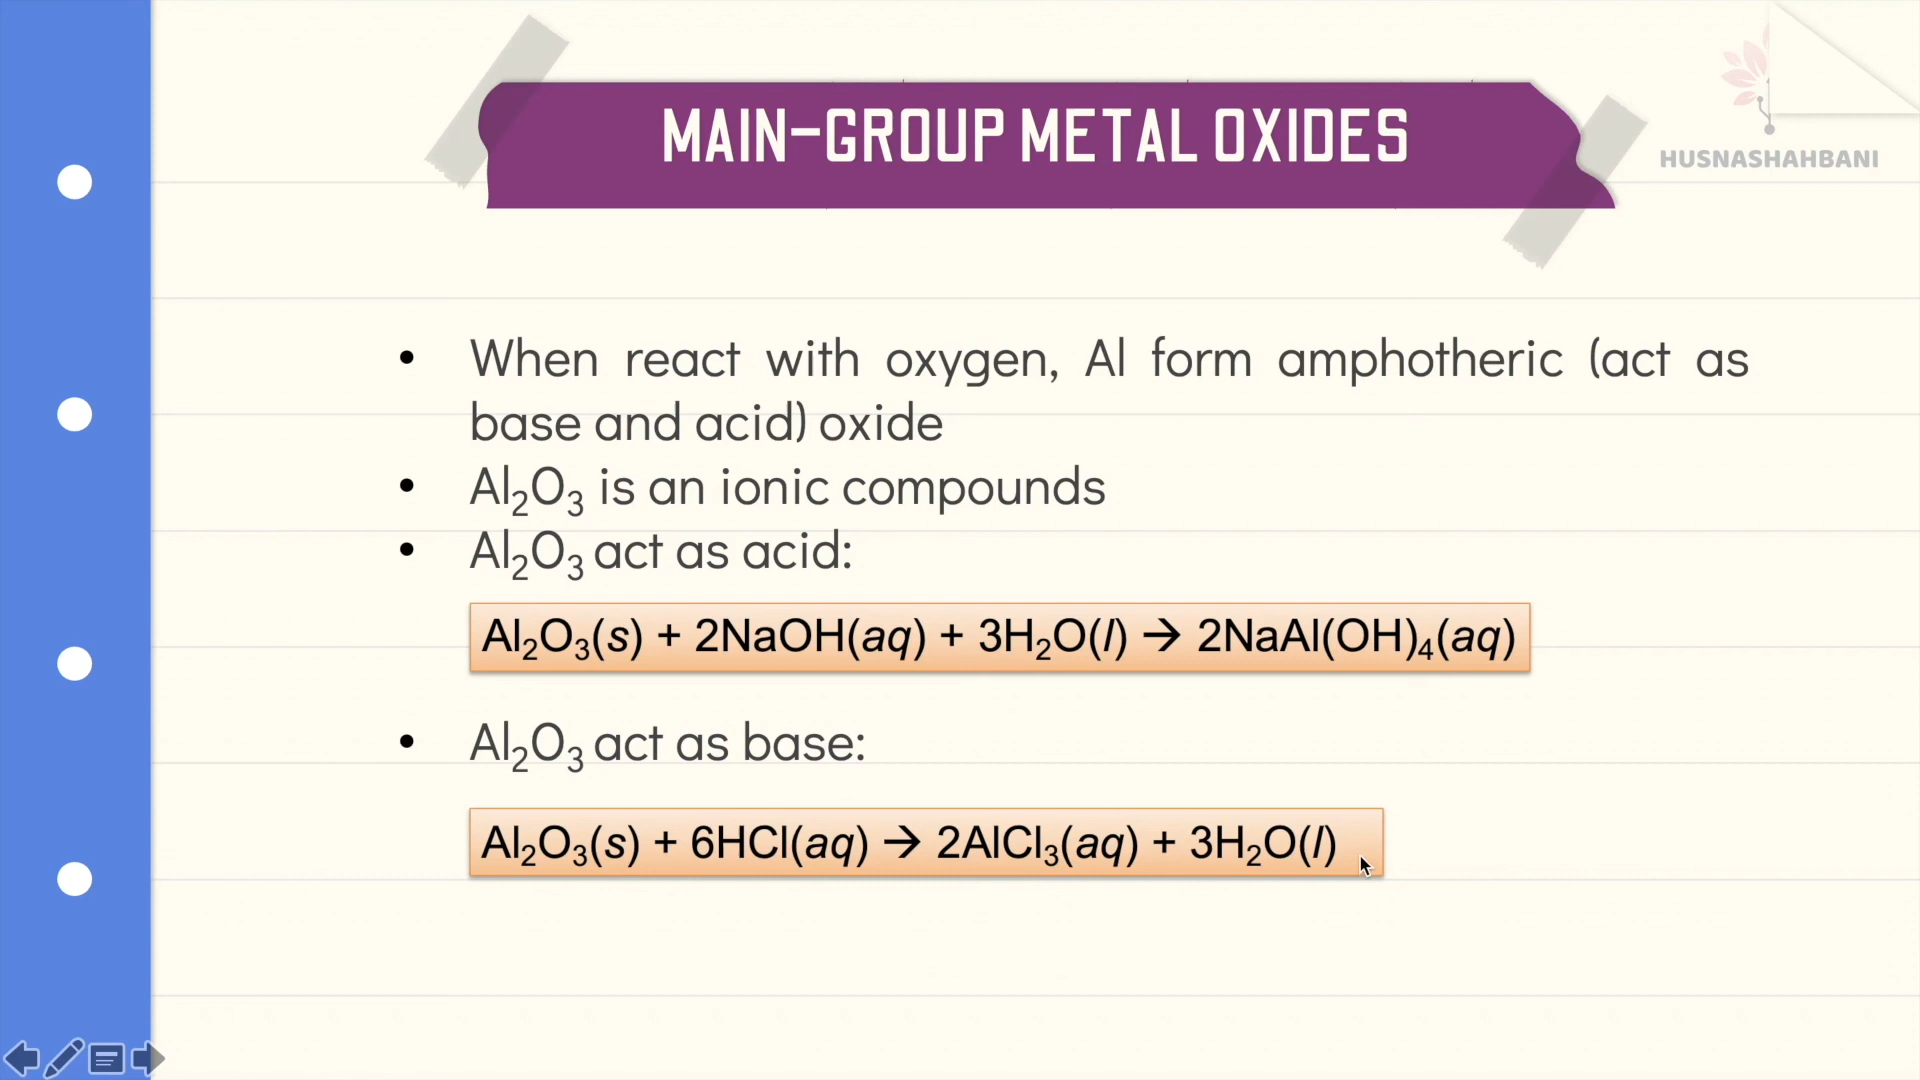 MAIN-GROUP METAL OXIDES
HUSNASHAHBANI
• When react with oxygen, Al form amphotheric (act as
base and acid) oxide
• Al₂O₃ is an ionic compounds
• Al₂O₃ act as acid:
Al₂O₃(s) + 2NaOH(aq) + 3H₂O(l) → 2NaAl(OH)₄(aq)
• Al₂O₃ act as base:
Al₂O₃(s) + 6HCl(aq) → 2AlCl₃(aq) + 3H₂O(l)